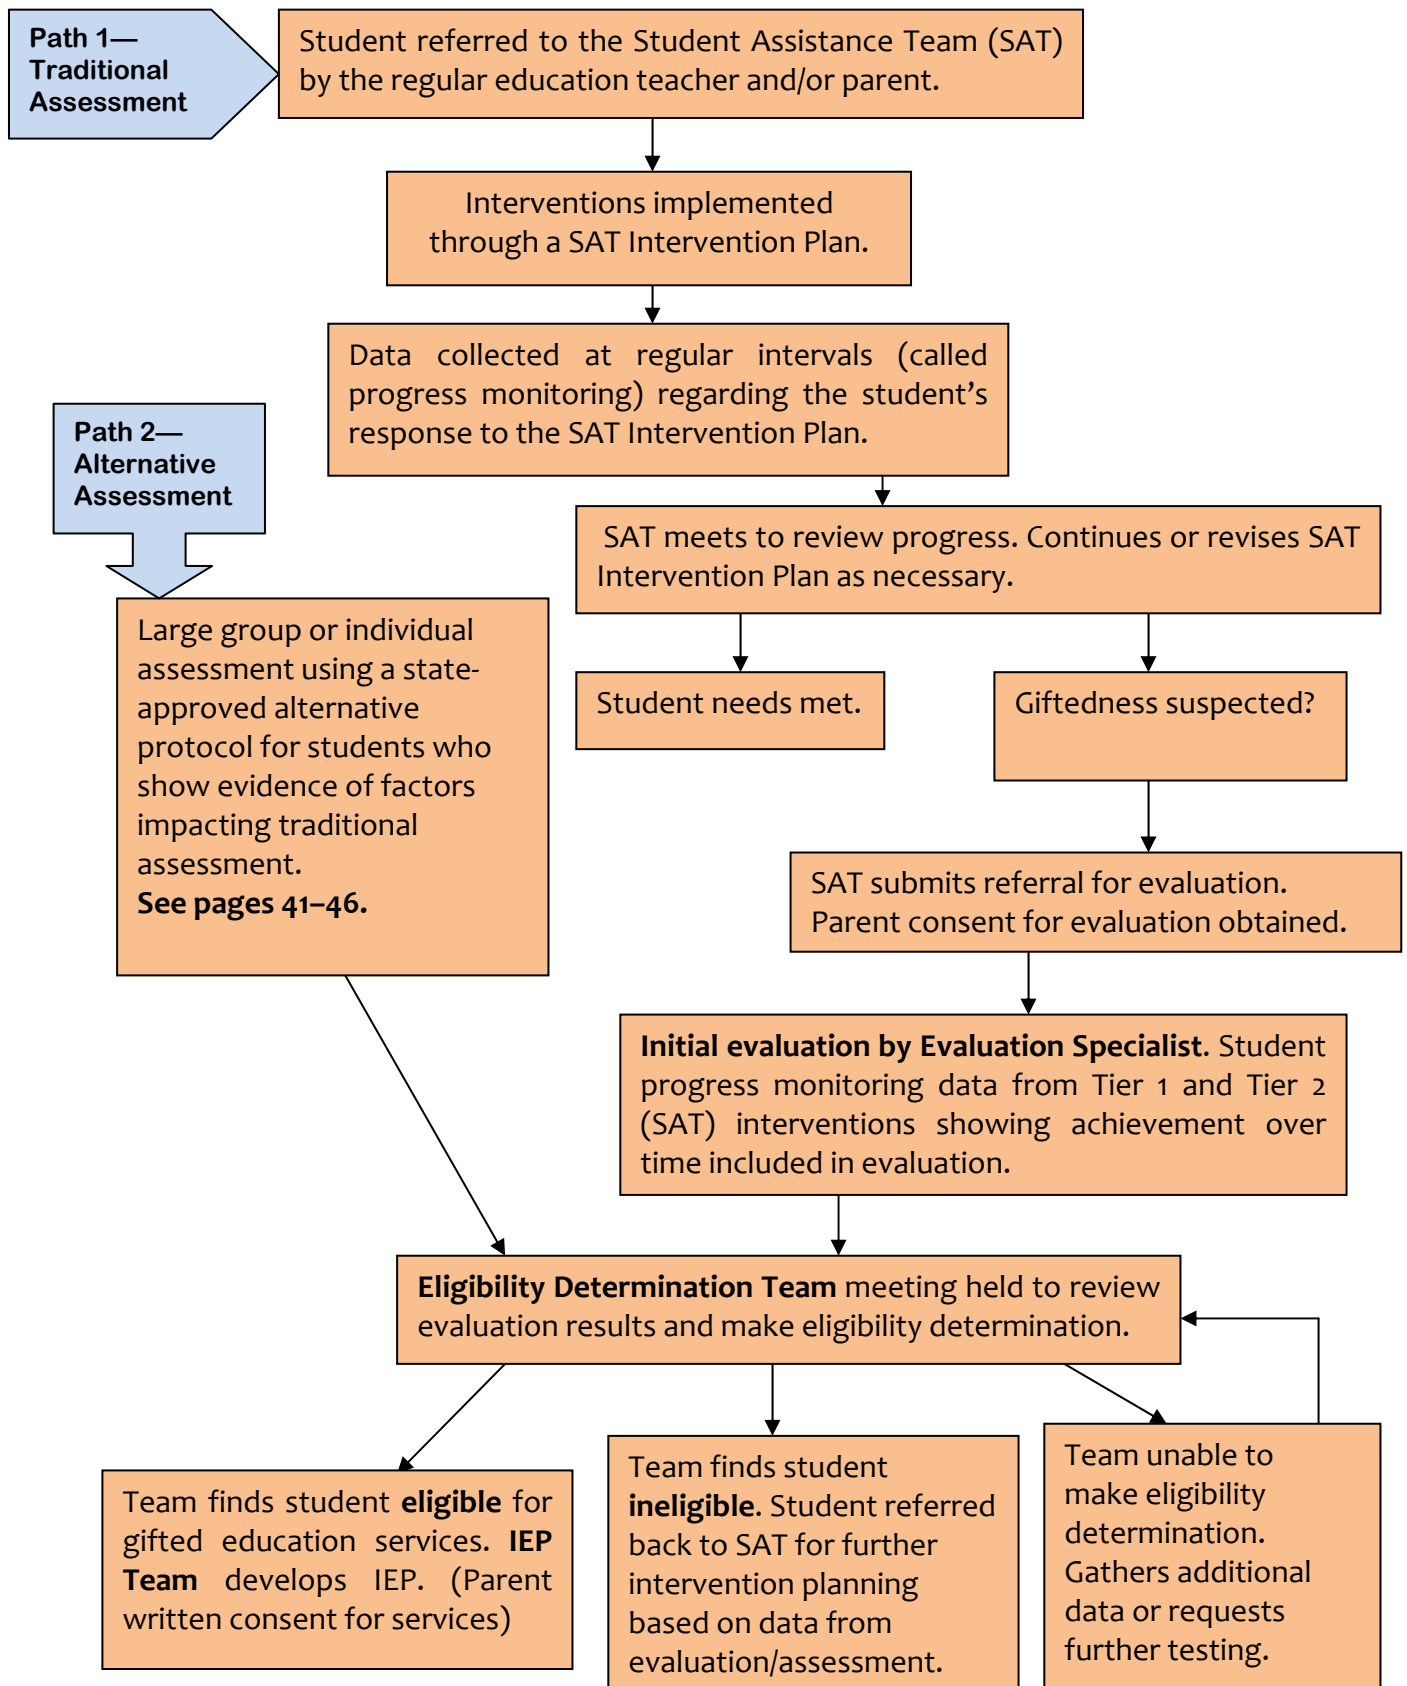 Path 1—
Traditional
Assessment
Student referred to the Student Assistance Team (SAT)
by the regular education teacher and/or parent.
Interventions implemented
through a SAT Intervention Plan.
Data collected at regular intervals (called
progress monitoring) regarding the student’s
response to the SAT Intervention Plan.
Path 2—
Alternative
Assessment
SAT meets to review progress. Continues or revises SAT
Intervention Plan as necessary.
Large group or individual
assessment using a state-
approved alternative
protocol for students who
show evidence of factors
impacting traditional
assessment.
See pages 41–46.
Student needs met.
Giftedness suspected?
SAT submits referral for evaluation.
Parent consent for evaluation obtained.
Initial evaluation by Evaluation Specialist. Student
progress monitoring data from Tier 1 and Tier 2
(SAT) interventions showing achievement over
time included in evaluation.
Eligibility Determination Team meeting held to review
evaluation results and make eligibility determination.
Team finds student eligible for
gifted education services. IEP
Team develops IEP. (Parent
written consent for services)
Team finds student
ineligible. Student referred
back to SAT for further
intervention planning
based on data from
evaluation/assessment.
Team unable to
make eligibility
determination.
Gathers additional
data or requests
further testing.